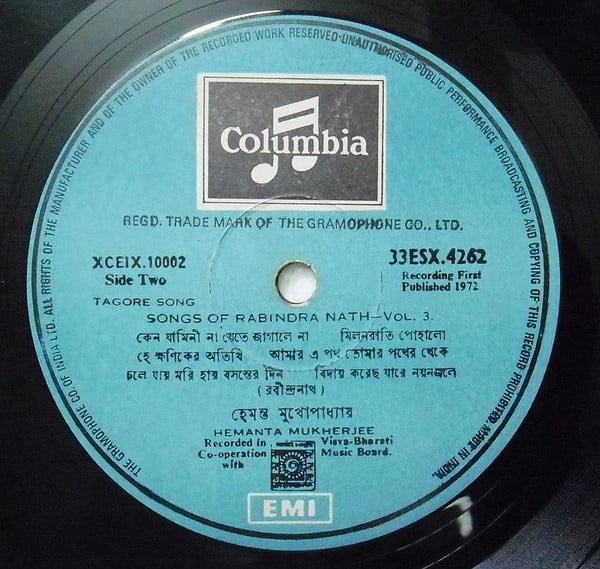 THE GRAMOPHONE CO. OF INDIA LTD. ALL RIGHTS OF THE MANUFACTURER AND OF THE OWNER OF THE RECORDED WORK RESERVED-UNAUTHORISED PUBLIC PERFORMANCE BROADCASTING AND COPYING OF THIS RECORD PROHIBITED. MADE IN INDIA.
Columbia
REGD. TRADE MARK OF THE GRAMOPHONE CO., LTD.
XCEIX.10002 33ESX.4262
Side Two Recording First
Published 1972
TAGORE SONG
SONGS OF RABINDRA NATH—VOL. 3.
কেন যামিনী না যেতে জাগালে না মিলনরাতি পোহালো
হে ক্ষণিকের অতিথি আমার এ পথ তোমার পথের থেকে
চলে যায় মরি হায় বসন্তের দিন বিদায় করেছ যারে নয়নজলে
(রবীন্দ্রনাথ)
হেমন্ত মুখোপাধ্যায়
HEMANTA MUKHERJEE
Recorded in Visva-Bharati
Co-operation Music Board.
with
EMI